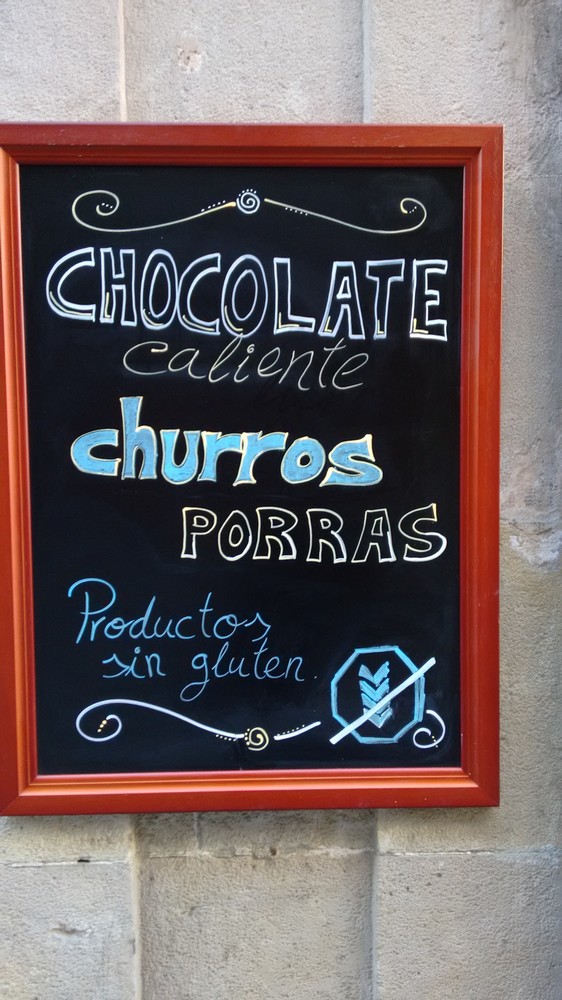 CHOCOLATE
caliente
churros
PORRAS
Productos
sin gluten.